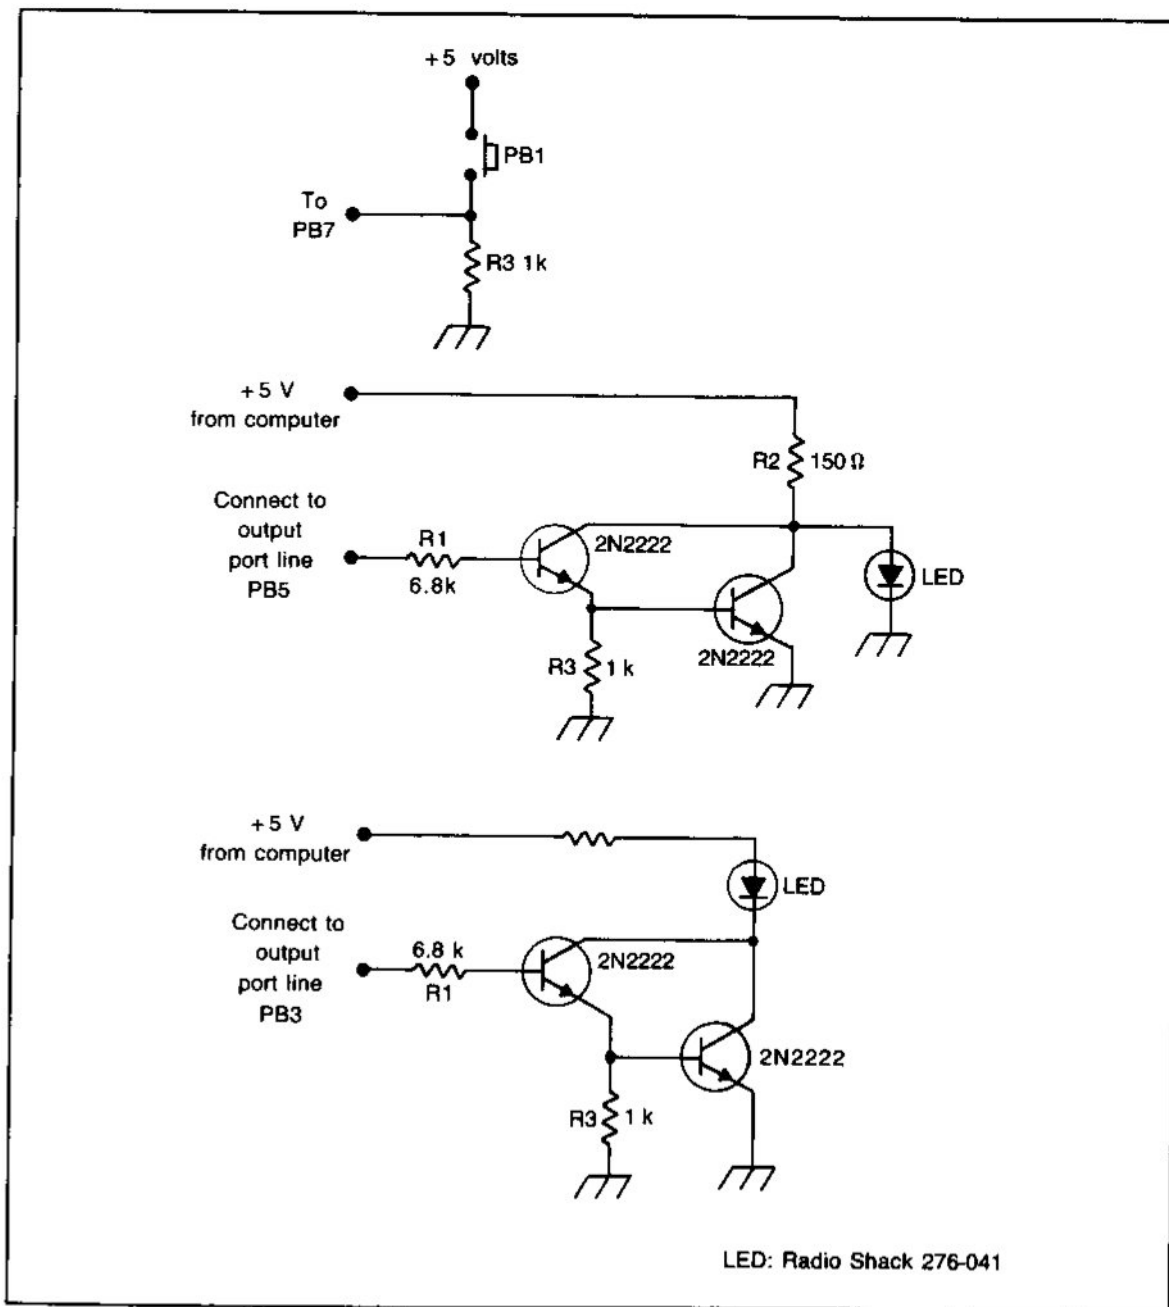 +5 volts
PB1
To
PB7
R3 1k
+5 V
from computer
R2 150 Ω
Connect to
output
port line
PB5
R1
6.8k
2N2222
LED
2N2222
R3 1 k
+5 V
from computer
LED
Connect to
output
port line
PB3
6.8 k
R1
2N2222
2N2222
R3 1 k
LED: Radio Shack 276-041